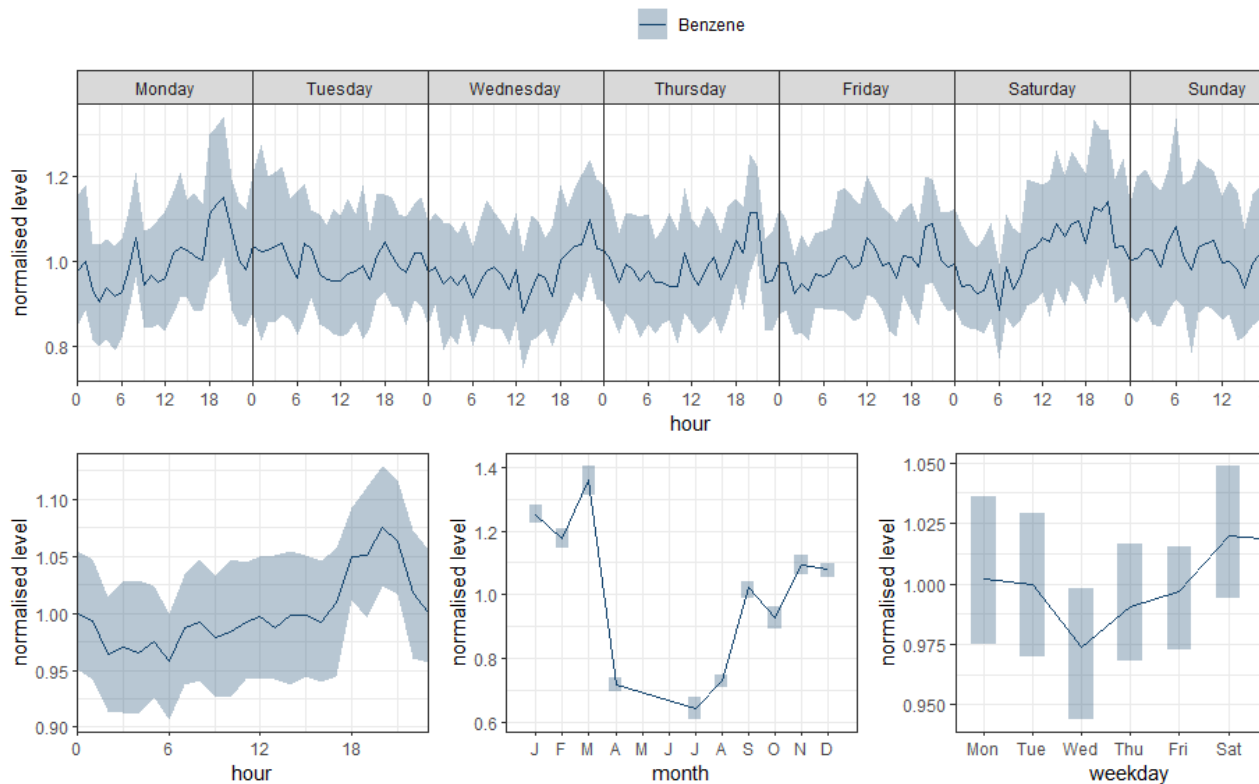 Benzene
Monday Tuesday Wednesday Thursday Friday Saturday Sunday
normalised level
1.2
1.0
0.8
0 6 12 18 0 6 12 18 0 6 12 18 0 6 12 18 0 6 12 18 0 6 12 18 0 6 12
hour
normalised level
1.10
1.05
1.00
0.95
0.90
0 6 12 18
hour
normalised level
1.4
1.2
1.0
0.8
0.6
J F M A M J J A S O N D
month
normalised level
1.050
1.025
1.000
0.975
0.950
Mon Tue Wed Thu Fri Sat
weekday